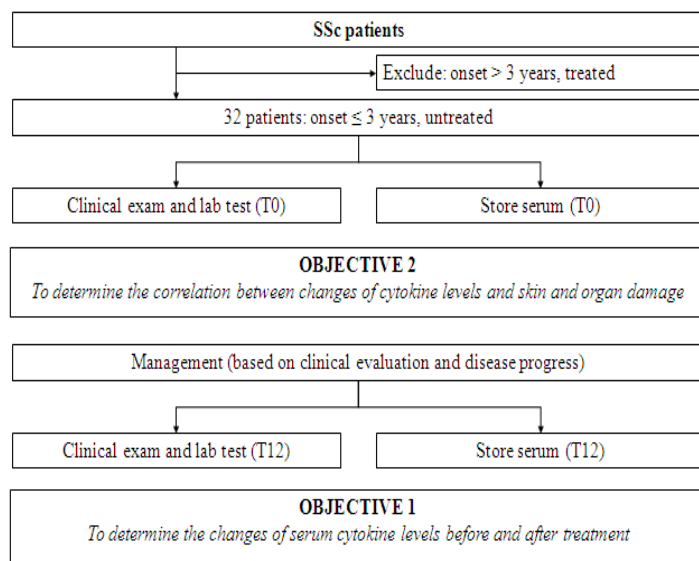 SSc patients
Exclude: onset > 3 years, treated
32 patients: onset ≤ 3 years, untreated
Clinical exam and lab test (T0)
Store serum (T0)
OBJECTIVE 2
To determine the correlation between changes of cytokine levels and skin and organ damage
Management (based on clinical evaluation and disease progress)
Clinical exam and lab test (T12)
Store serum (T12)
OBJECTIVE 1
To determine the changes of serum cytokine levels before and after treatment